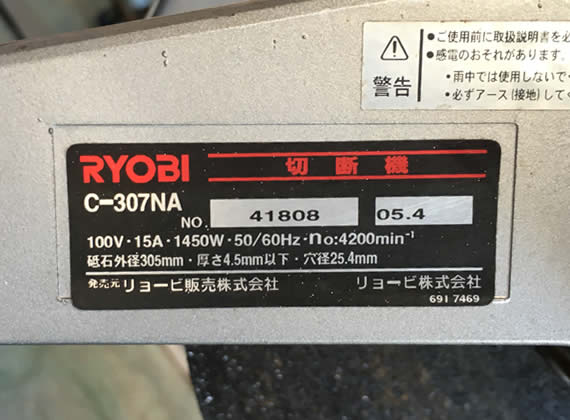 ●ご使用前に取扱説明書を必
●感電のおそれがあります。
・雨中では使用しないで
・必ずアース(接地)して
警告
RYOBI 切断機
C-307NA
NO. 41808 05.4
100V・15A・1450W・50/60Hz・no:4200min⁻¹
砥石外径305mm・厚さ4.5mm以下・穴径25.4mm
発売元 リョービ販売株式会社 リョービ株式会社
691 7469